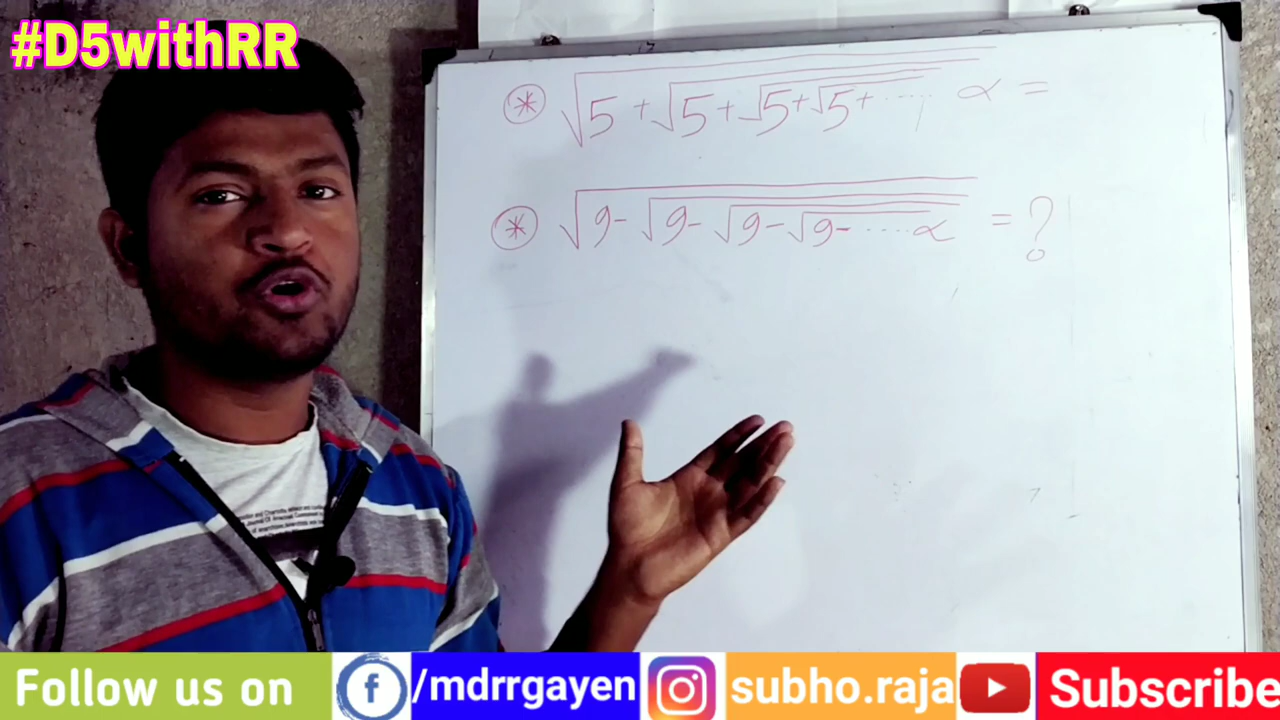 #D5withRR
* √5 + √5 + √5 + √5 + ..... ∝ =
* √9 - √9 - √9 - √9 - ..... ∝ = ?
Follow us on f /mdrrgayen subho.raja Subscribe